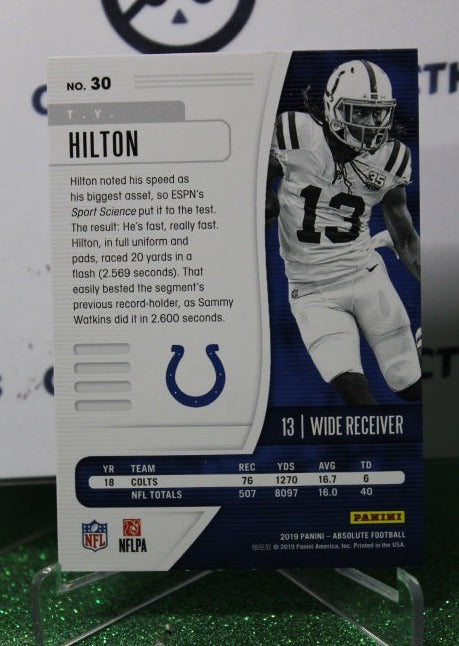 NO. 30
T. Y.
HILTON
Hilton noted his speed as
his biggest asset, so ESPN's
Sport Science put it to the test.
The result: He's fast, really fast.
Hilton, in full uniform and
pads, raced 20 yards in a
flash (2.569 seconds). That
easily bested the segment's
previous record-holder, as Sammy
Watkins did it in 2.600 seconds.
35
13
13 | WIDE RECEIVER
YR TEAM REC YDS AVG TD
18 COLTS 76 1270 16.7 6
NFL TOTALS 507 8097 16.0 40
PANINI
NFL
NFLPA
2019 PANINI – ABSOLUTE FOOTBALL
© 2019 Panini America, Inc. Printed in the USA.